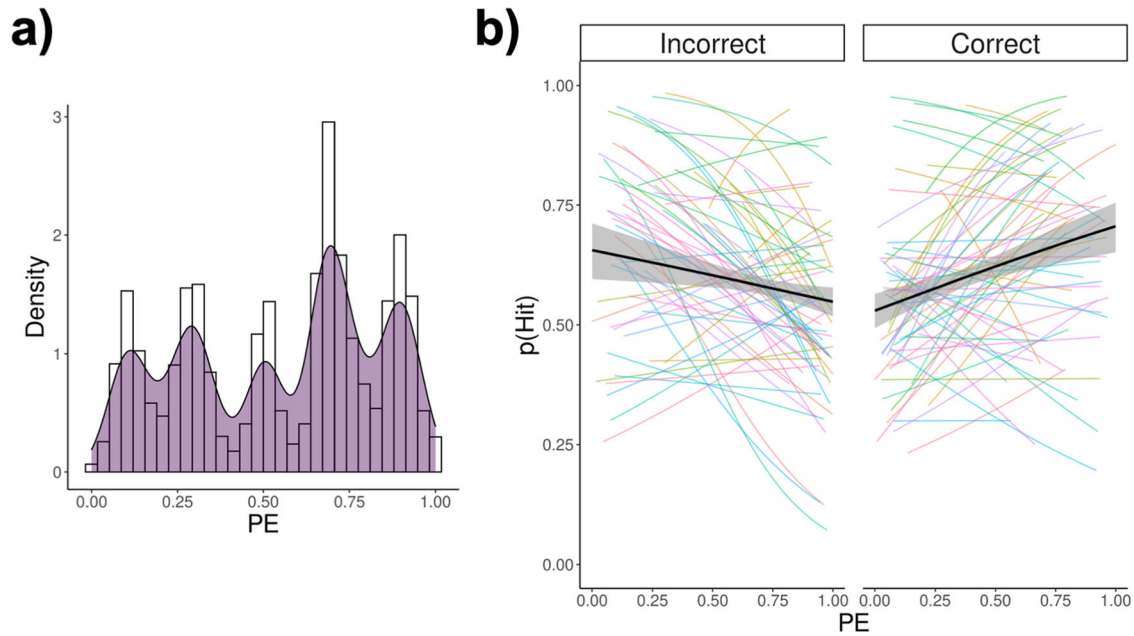 a)
3
2
1
0
Density
0.00 0.25 0.50 0.75 1.00
PE
b)
Incorrect Correct
1.00
0.75
0.50
0.25
0.00
p(Hit)
0.00 0.25 0.50 0.75 1.00 0.00 0.25 0.50 0.75 1.00
PE